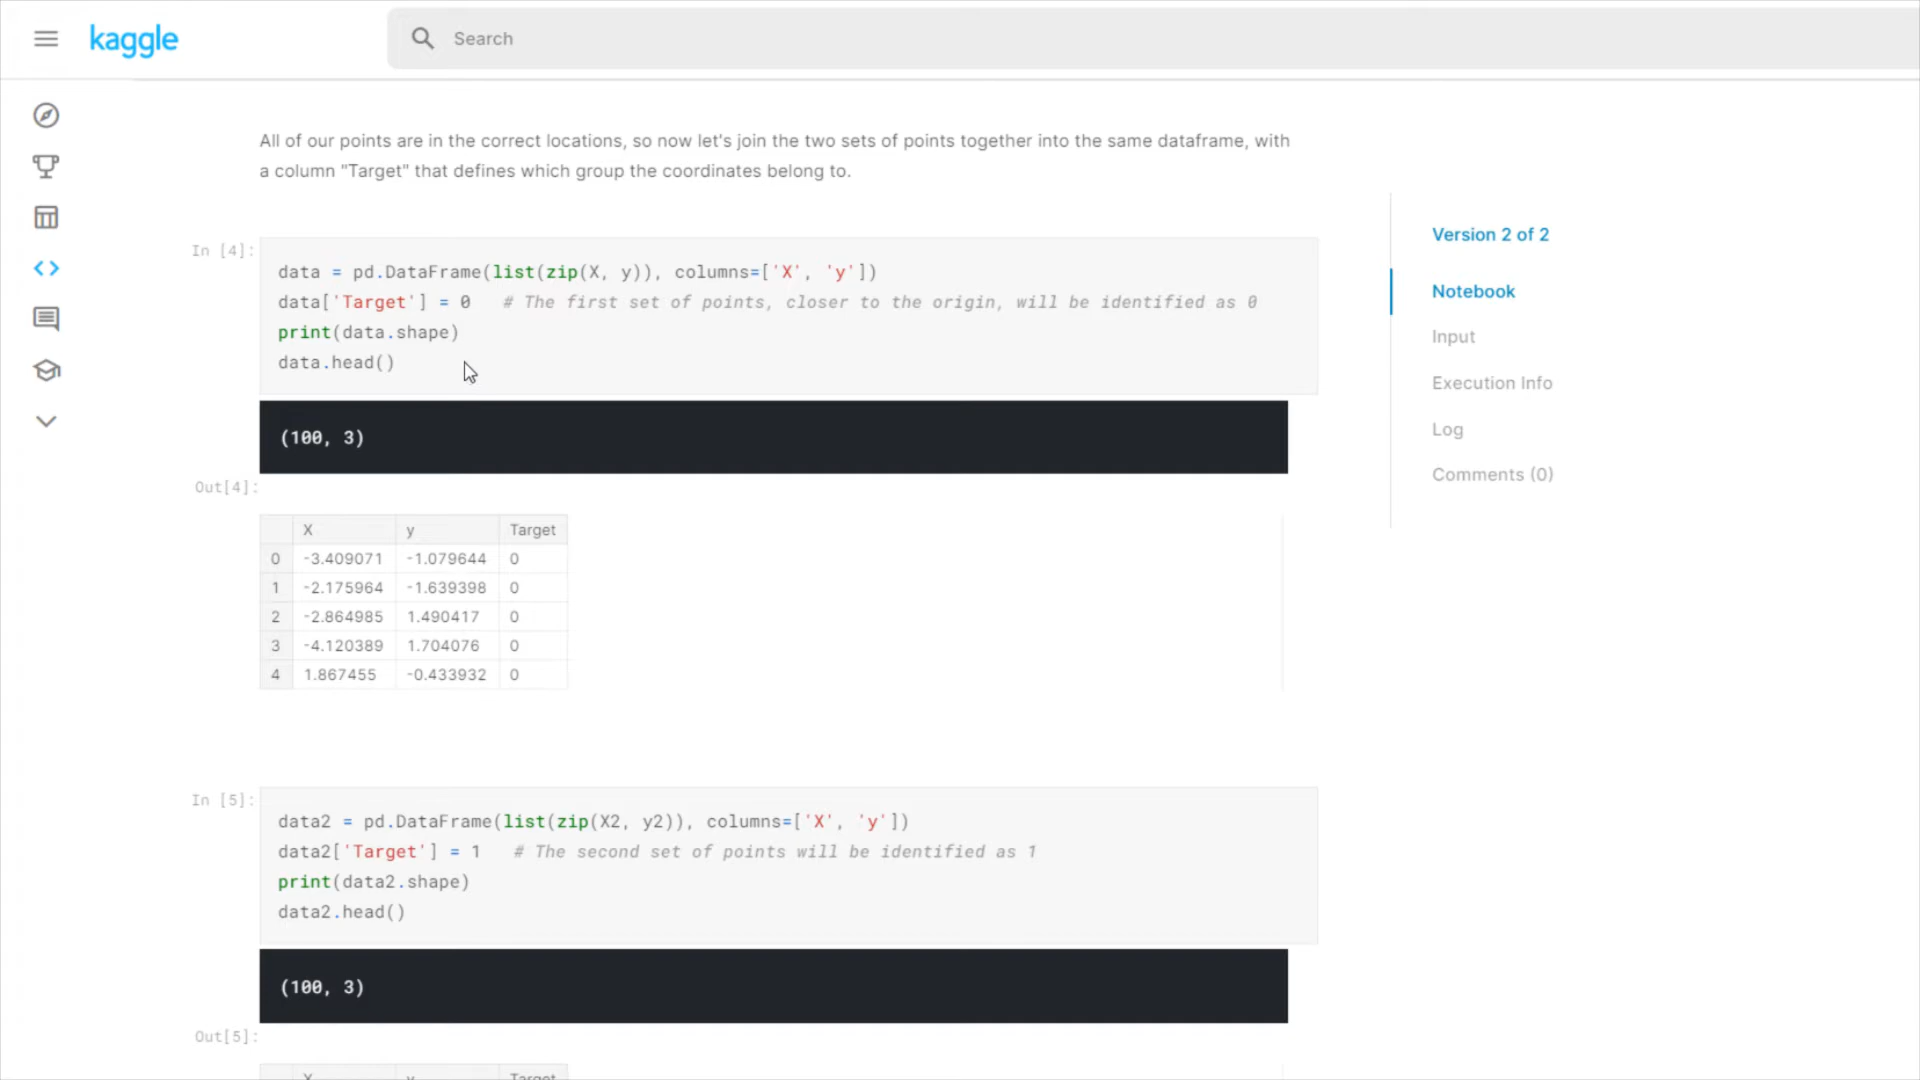 kaggle
Search
All of our points are in the correct locations, so now let's join the two sets of points together into the same dataframe, with
a column "Target" that defines which group the coordinates belong to.
In [4]:
data = pd.DataFrame(list(zip(X, y)), columns=['X', 'y'])
data['Target'] = 0   # The first set of points, closer to the origin, will be identified as 0
print(data.shape)
data.head()
(100, 3)
Out[4]:
X y Target
0 -3.409071 -1.079644 0
1 -2.175964 -1.639398 0
2 -2.864985 1.490417 0
3 -4.120389 1.704076 0
4 1.867455 -0.433932 0
In [5]:
data2 = pd.DataFrame(list(zip(X2, y2)), columns=['X', 'y'])
data2['Target'] = 1   # The second set of points will be identified as 1
print(data2.shape)
data2.head()
(100, 3)
Out[5]:
X y Target
Version 2 of 2
Notebook
Input
Execution Info
Log
Comments (0)